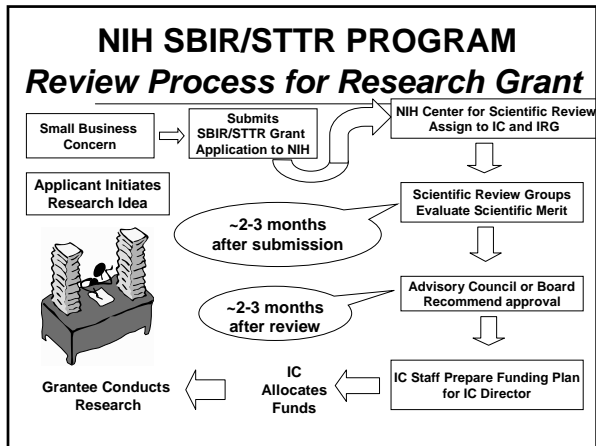 NIH SBIR/STTR PROGRAM
Review Process for Research Grant
Small Business
Concern
Submits
SBIR/STTR Grant
Application to NIH
NIH Center for Scientific Review
Assign to IC and IRG
Applicant Initiates
Research Idea
~2-3 months
after submission
Scientific Review Groups
Evaluate Scientific Merit
~2-3 months
after review
Advisory Council or Board
Recommend approval
IC Staff Prepare Funding Plan
for IC Director
IC
Allocates
Funds
Grantee Conducts
Research